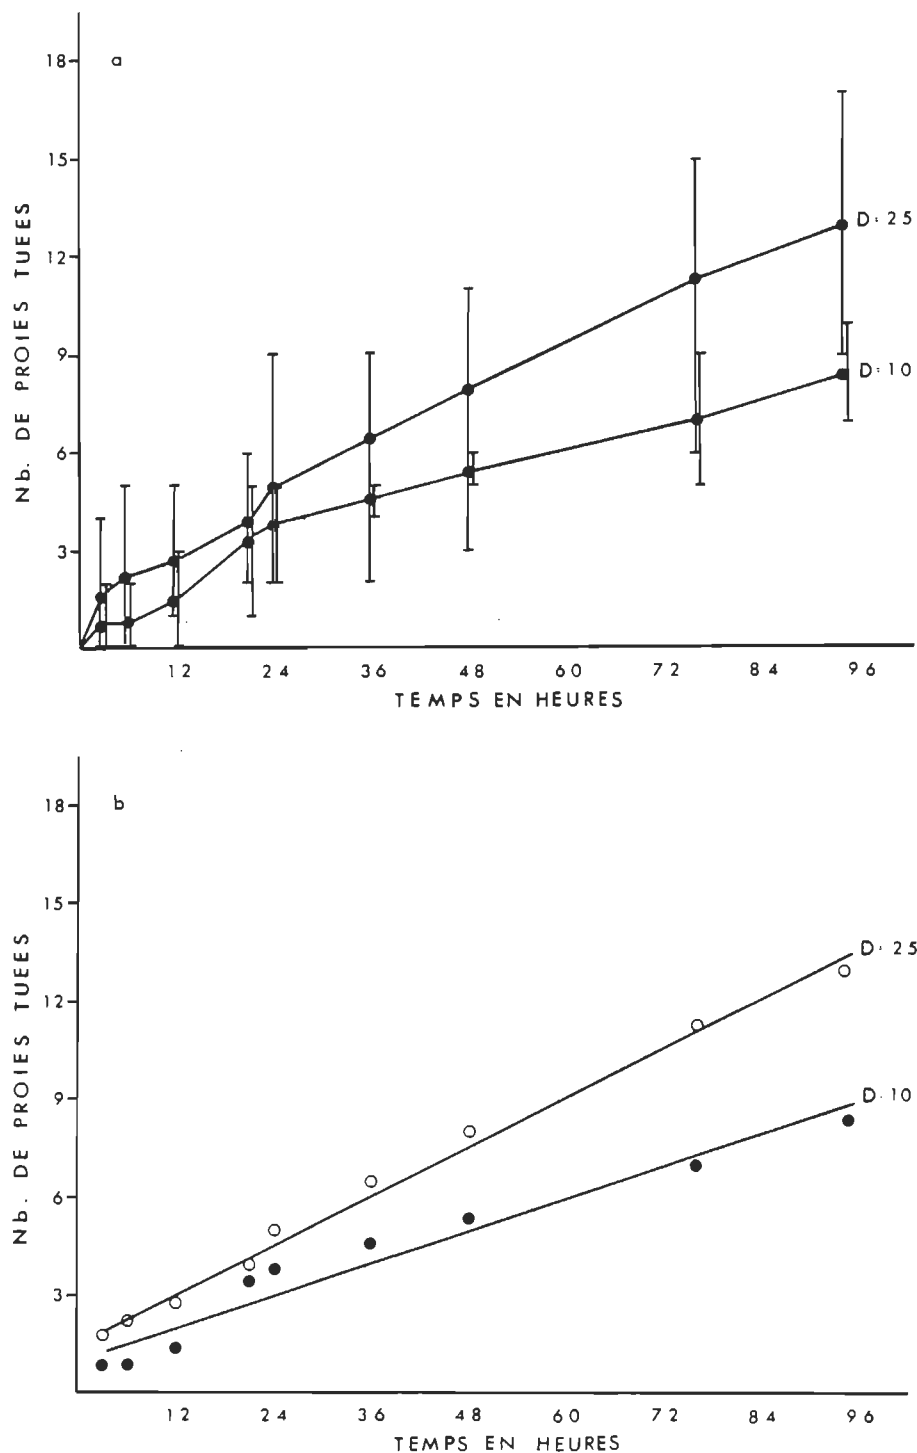 a
18
15
12
9
6
3
Nb. DE PROIES TUEES
D=25
D=10
12 24 36 48 60 72 84 96
TEMPS EN HEURES
b
18
15
12
9
6
3
Nb. DE PROIES TUEES
D=25
D=10
12 24 36 48 60 72 84 96
TEMPS EN HEURES